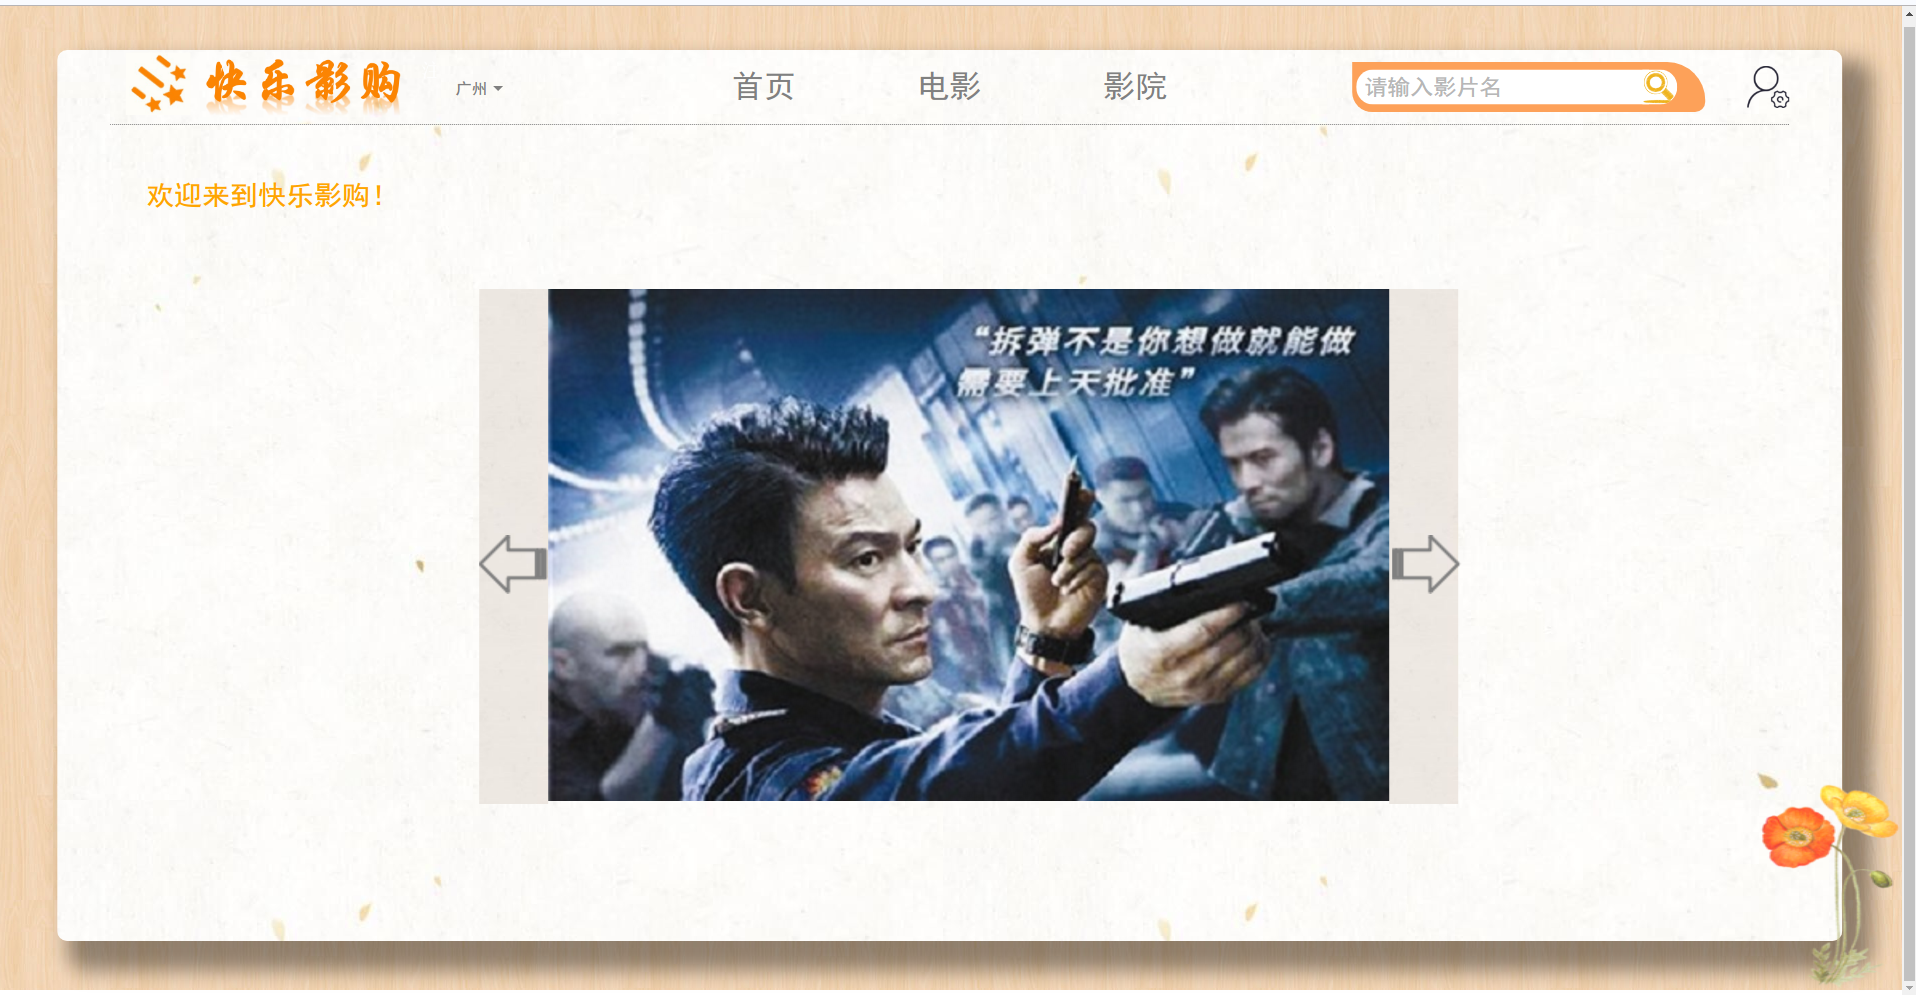 快乐影购
广州
首页
电影
影院
请输入影片名
欢迎来到快乐影购！
“拆弹不是你想做就能做
需要上天批准”